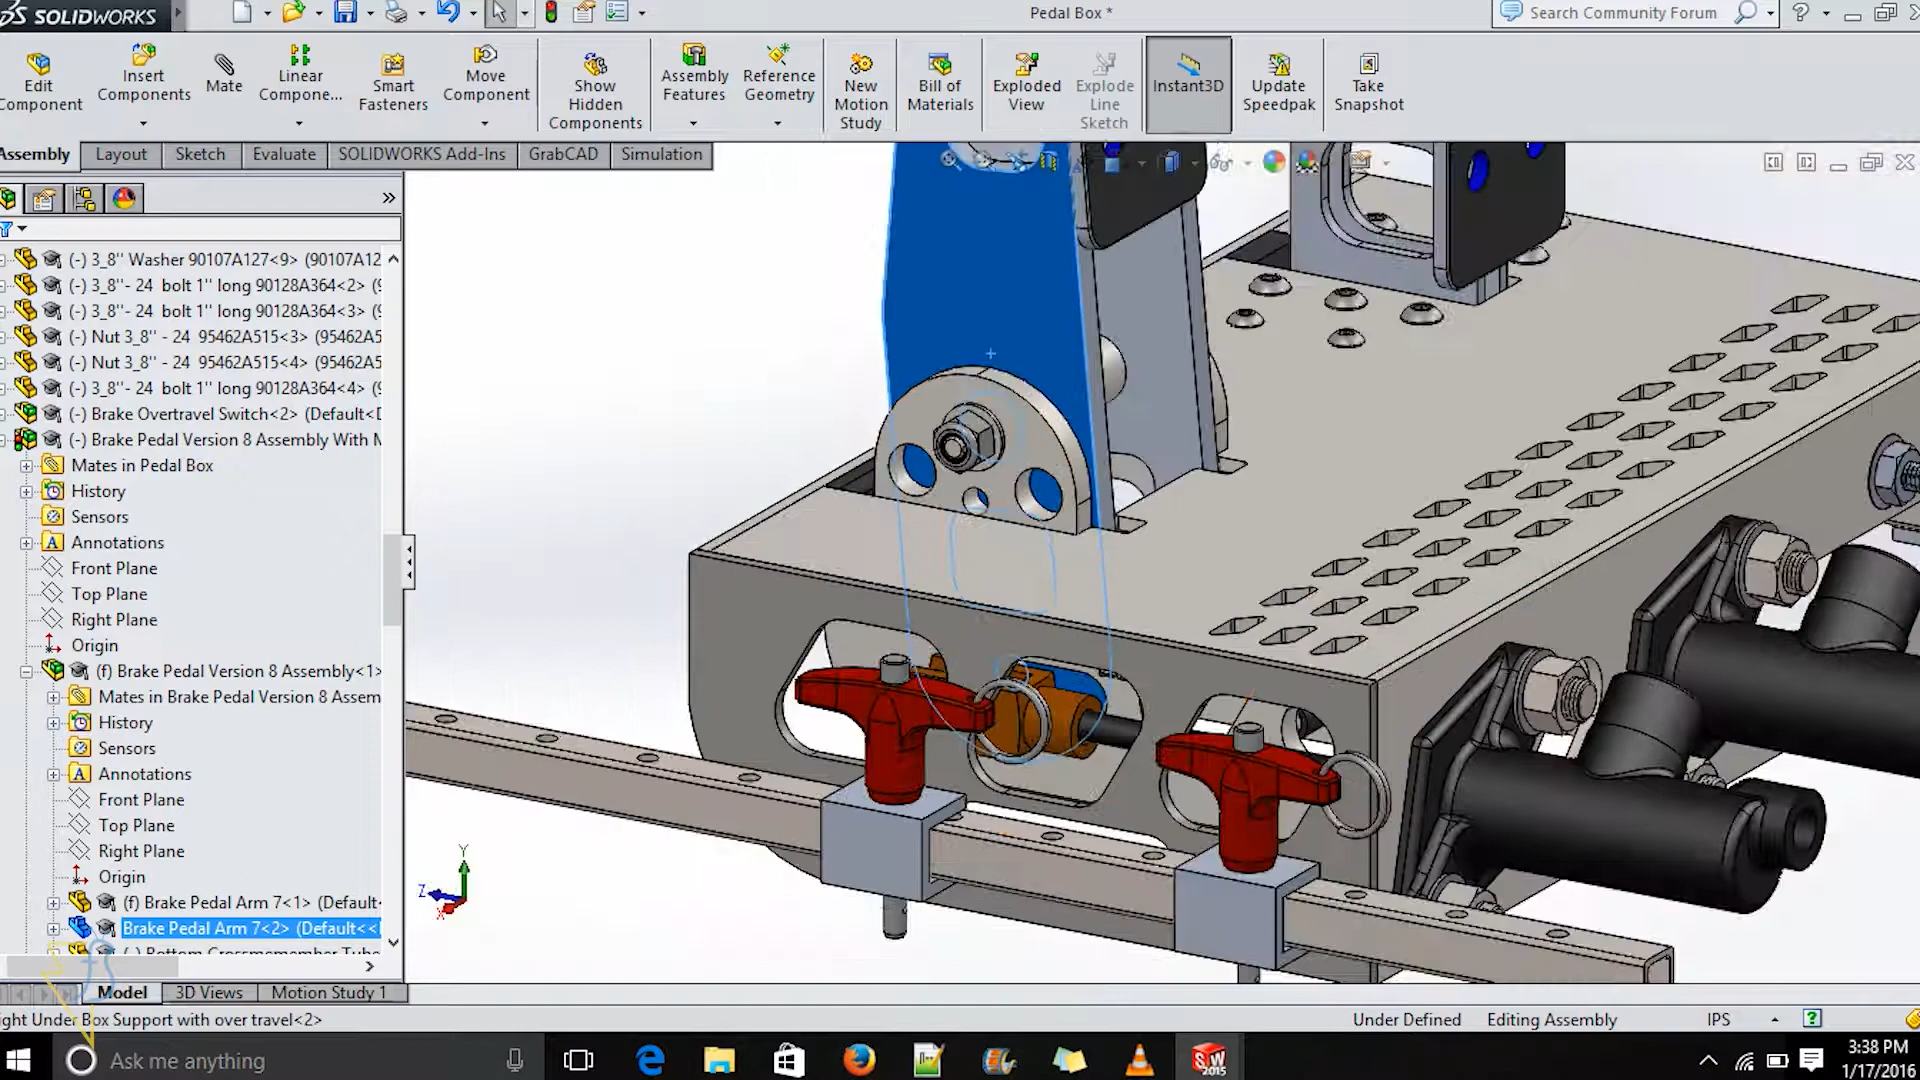 SOLIDWORKS
Pedal Box *
Search Community Forum
Edit
Component
Insert
Components
Mate
Linear
Compone...
Smart
Fasteners
Move
Component
Show
Hidden
Components
Assembly
Features
Reference
Geometry
New
Motion
Study
Bill of
Materials
Exploded
View
Explode
Line
Sketch
Instant3D
Update
Speedpak
Take
Snapshot
Assembly
Layout
Sketch
Evaluate
SOLIDWORKS Add-Ins
GrabCAD
Simulation
(-) 3_8'' Washer 90107A127<9> (90107A12
(-) 3_8''- 24 bolt 1'' long 90128A364<2> (9
(-) 3_8''- 24 bolt 1'' long 90128A364<3> (9
(-) Nut 3_8'' - 24 95462A515<3> (95462A5
(-) Nut 3_8'' - 24 95462A515<4> (95462A5
(-) 3_8''- 24 bolt 1'' long 90128A364<4> (9
(-) Brake Overtravel Switch<2> (Default<D
(-) Brake Pedal Version 8 Assembly With M
Mates in Pedal Box
History
Sensors
Annotations
Front Plane
Top Plane
Right Plane
Origin
(f) Brake Pedal Version 8 Assembly<1>
Mates in Brake Pedal Version 8 Assem
History
Sensors
Annotations
Front Plane
Top Plane
Right Plane
Origin
(f) Brake Pedal Arm 7<1> (Default<
Brake Pedal Arm 7<2> (Default<<
(-) Bottom Crossmemember Tube
Y
Z
X
Model
3D Views
Motion Study 1
ight Under Box Support with over travel<2>
Under Defined
Editing Assembly
IPS
Ask me anything
SW
2015
3:38 PM
1/17/2016